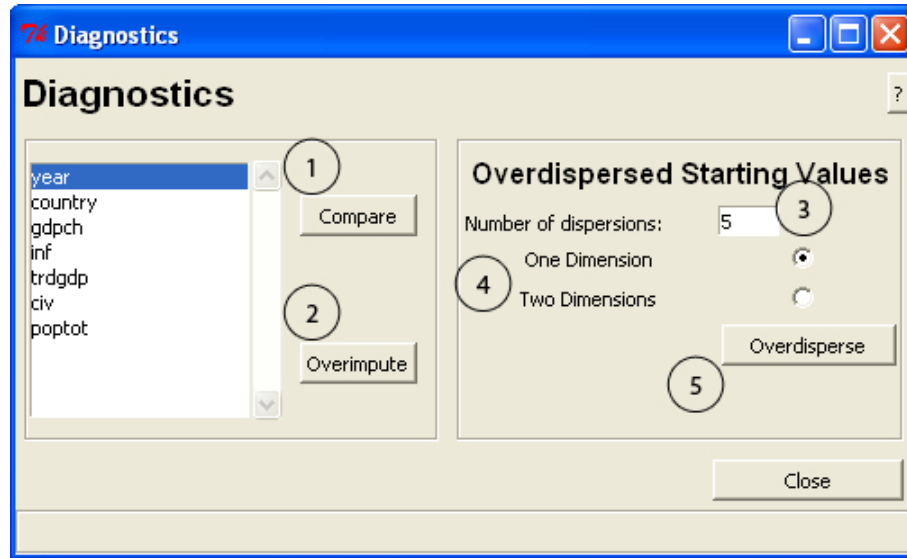 Diagnostics
Diagnostics
?
year
country
gdpch
inf
trdgdp
civ
poptot
1
Compare
2
Overimpute
Overdispersed Starting Values
Number of dispersions: 5
3
One Dimension
4
Two Dimensions
Overdisperse
5
Close